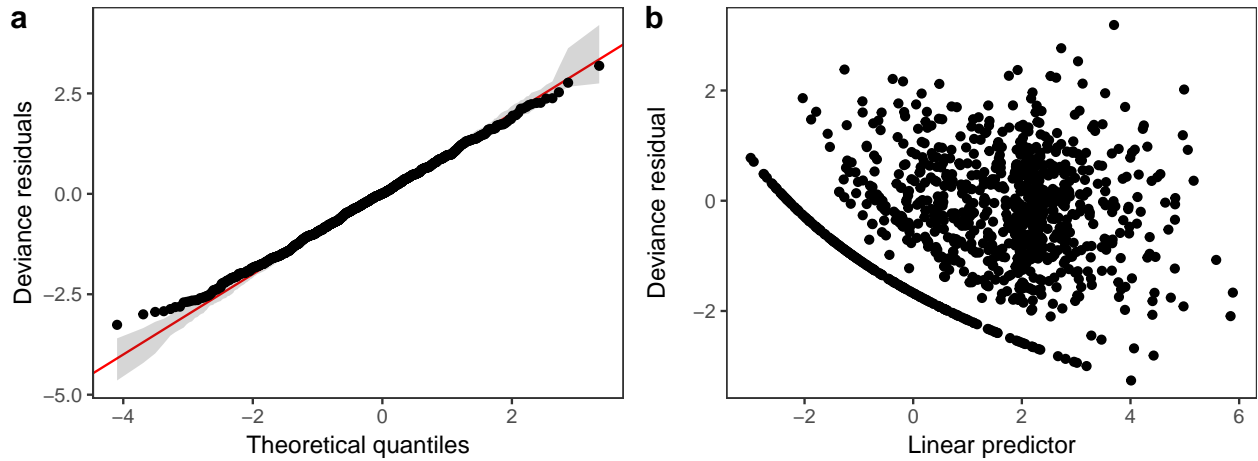 a
Deviance residuals
2.5
0.0
−2.5
−5.0
−4
−2
0
2
Theoretical quantiles
b
Deviance residual
2
0
−2
−2
0
2
4
6
Linear predictor